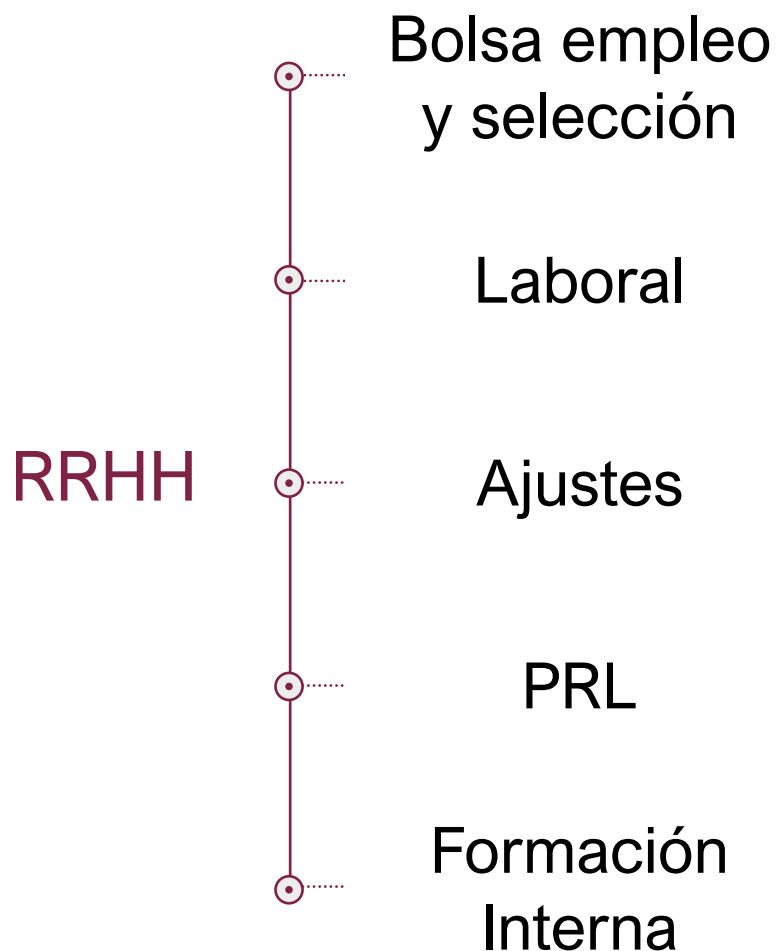 Bolsa empleo
y selección
Laboral
RRHH
Ajustes
PRL
Formación
Interna